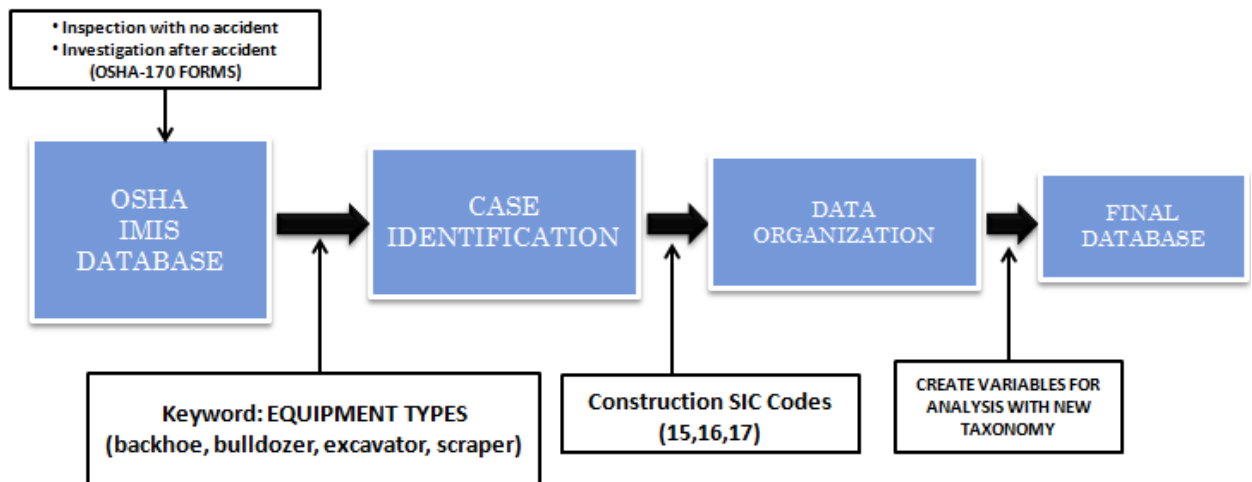 • Inspection with no accident
• Investigation after accident
(OSHA-170 FORMS)
OSHA
IMIS
DATABASE
CASE
IDENTIFICATION
DATA
ORGANIZATION
FINAL
DATABASE
Keyword: EQUIPMENT TYPES
(backhoe, bulldozer, excavator, scraper)
Construction SIC Codes
(15,16,17)
CREATE VARIABLES FOR
ANALYSIS WITH NEW
TAXONOMY